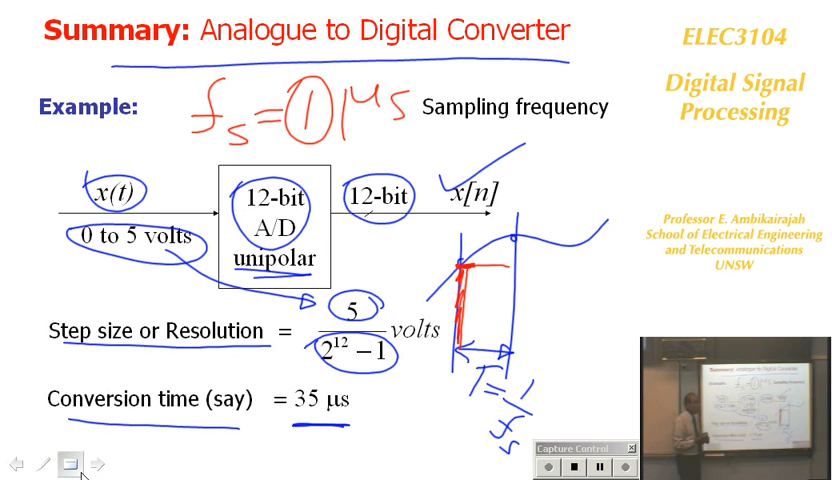 Summary: Analogue to Digital Converter
ELEC3104
Digital Signal
Processing
Example:
fs = 1 μs
Sampling frequency
x(t)
0 to 5 volts
12-bit
A/D
unipolar
12-bit
x[n]
Professor E. Ambikairajah
School of Electrical Engineering
and Telecommunications
UNSW
Step size or Resolution = 5 / 2¹² – 1 volts
Conversion time (say) = 35 μs
T = 1 / fs
Capture Control